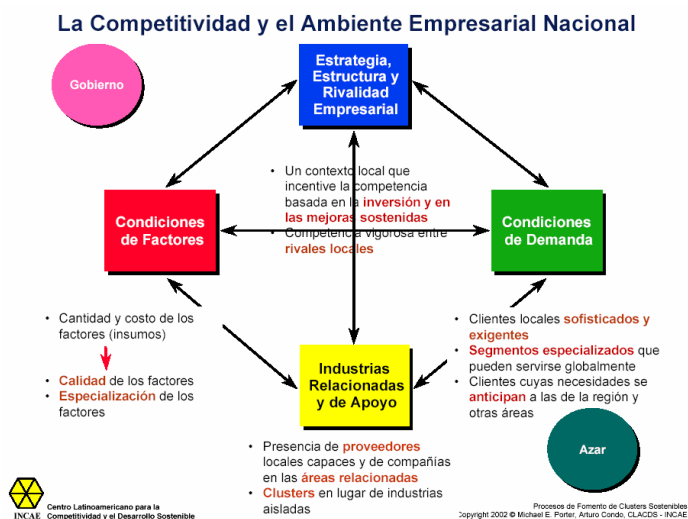 La Competitividad y el Ambiente Empresarial Nacional
Gobierno
Estrategia,
Estructura y
Rivalidad
Empresarial
• Un contexto local que
incentive la competencia
basada en la inversión y en
las mejoras sostenidas
• Competencia vigorosa entre
rivales locales
Condiciones
de Factores
Condiciones
de Demanda
• Cantidad y costo de los
factores (insumos)
• Calidad de los factores
• Especialización de los
factores
Industrias
Relacionadas
y de Apoyo
• Clientes locales sofisticados y
exigentes
• Segmentos especializados que
pueden servirse globalmente
• Clientes cuyas necesidades se
anticipan a las de la región y
otras áreas
• Presencia de proveedores
locales capaces y de compañías
en las áreas relacionadas
• Clusters en lugar de industrias
aisladas
Azar
INCAE
Centro Latinoamericano para la
Competitividad y el Desarrollo Sostenible
Procesos de Fomento de Clusters Sostenibles
Copyright 2002 © Michael E. Porter, Arturo Condo, CLACDS - INCAE